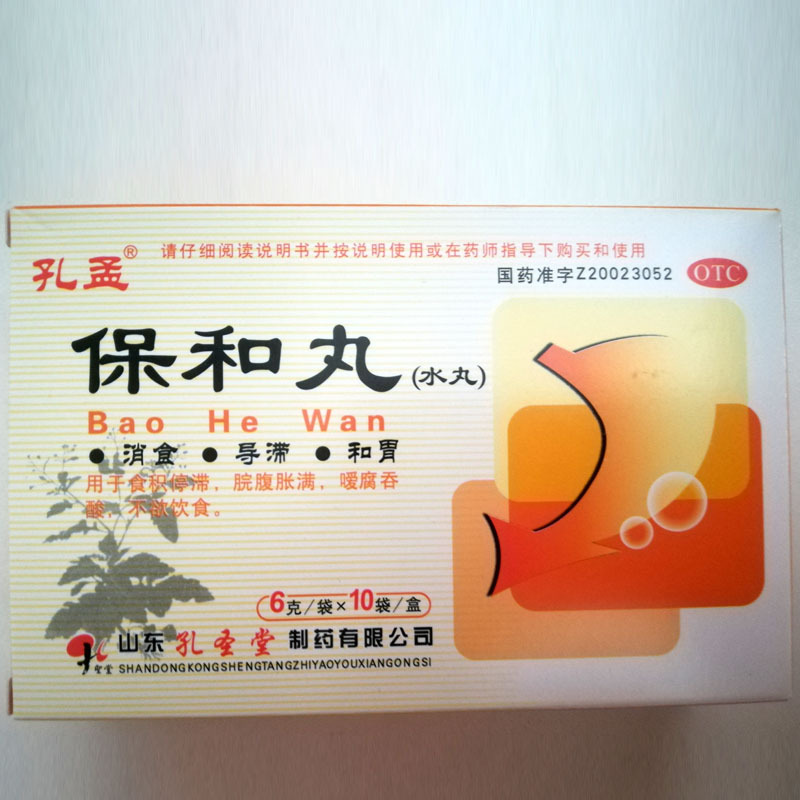 孔孟®
请仔细阅读说明书并按说明使用或在药师指导下购买和使用
国药准字Z20023052
OTC
保和丸(水丸)
Bao He Wan
●消食 ●导滞 ●和胃
用于食积停滞，脘腹胀满，嗳腐吞
酸，不欲饮食。
6克/袋×10袋/盒
山东孔圣堂制药有限公司
SHANDONGKONGSHENGTANGZHIYAOYOUXIANGONGSI